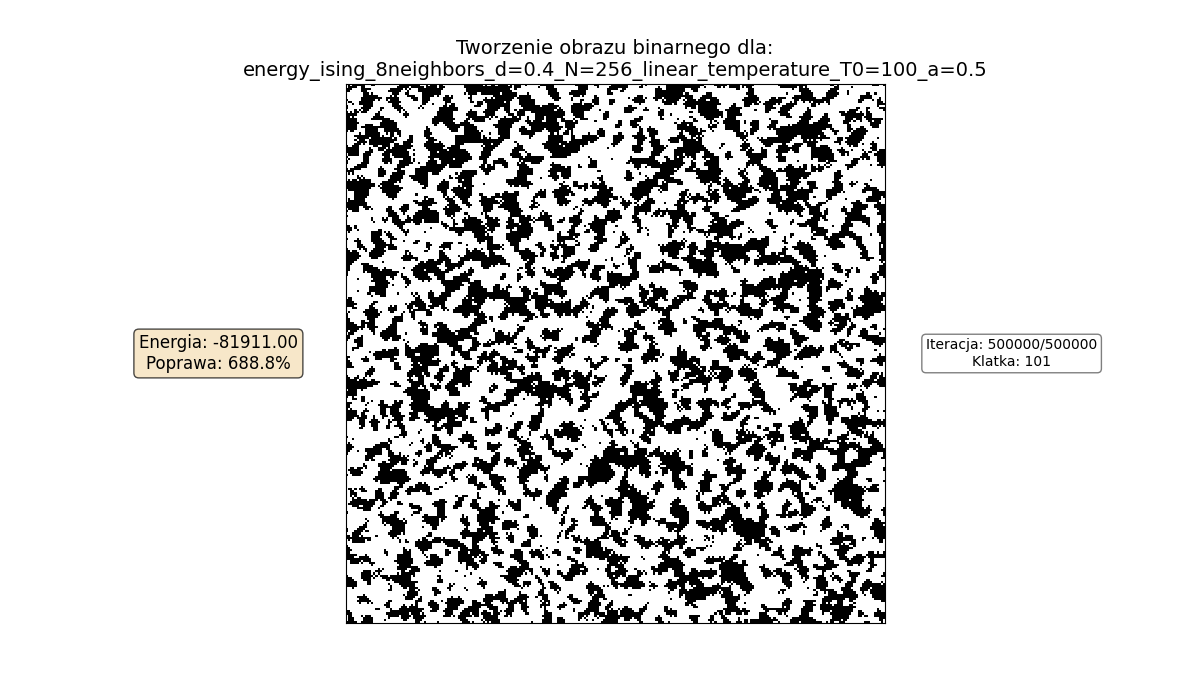 Tworzenie obrazu binarnego dla:
energy_ising_8neighbors_d=0.4_N=256_linear_temperature_T0=100_a=0.5
Energia: -81911.00
Poprawa: 688.8%
Iteracja: 500000/500000
Klatka: 101